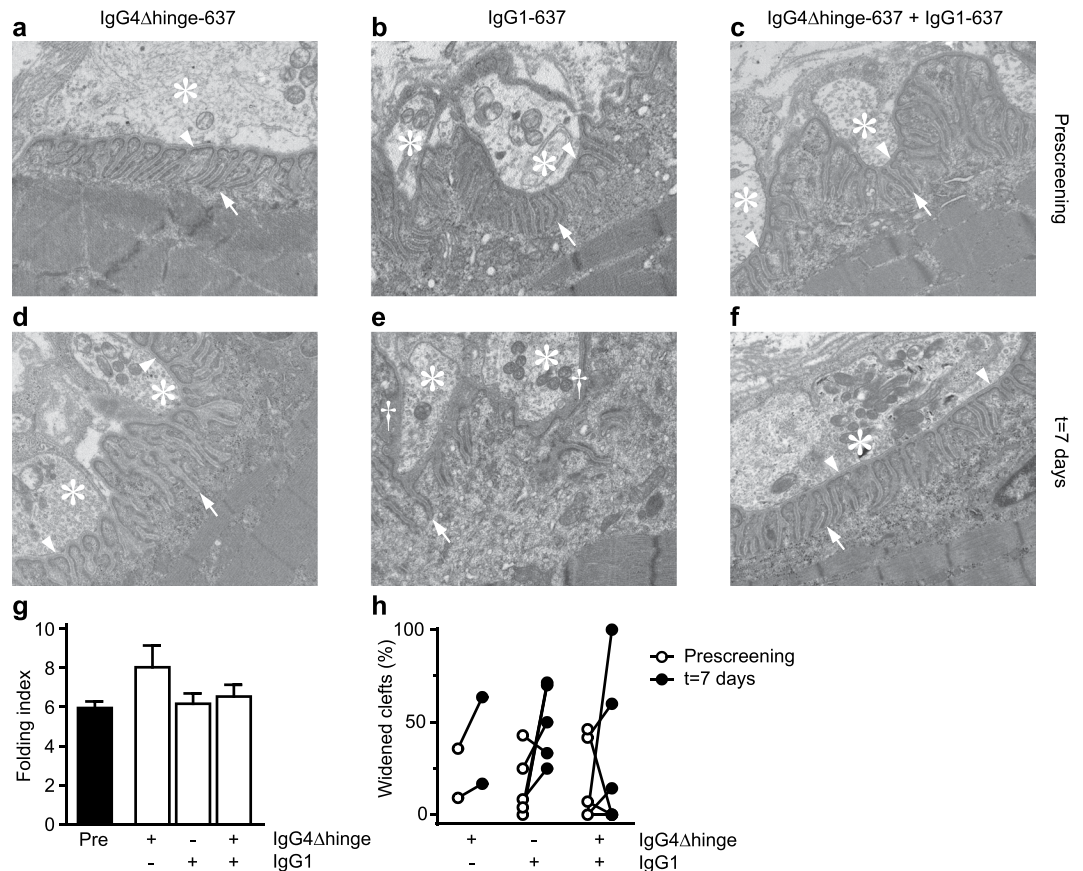 a IgG4Δhinge-637
b IgG1-637
c IgG4Δhinge-637 + IgG1-637
Prescreening
d
e
f
t=7 days
g
Folding index
10
8
6
4
2
0
Pre + - + IgG4Δhinge
- + + IgG1
h
Widened clefts (%)
100
50
0
Prescreening
t=7 days
+ - + IgG4Δhinge
- + + IgG1